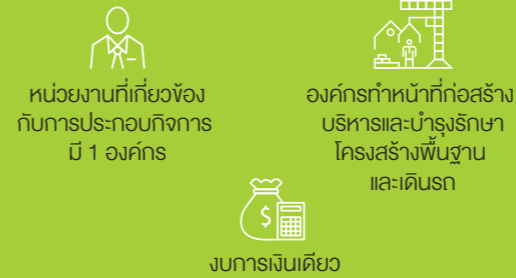 หน่วยงานที่เกี่ยวข้อง
กับการประกอบกิจการ
มี 1 องค์กร
องค์กรทำหน้าที่ก่อสร้าง
บริหารและบำรุงรักษา
โครงสร้างพื้นฐาน
และเดินรถ
$
งบการเงินเดียว